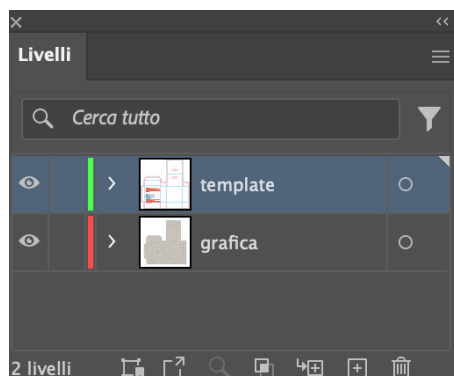 Livelli
Cerca tutto
template
grafica
2 livelli